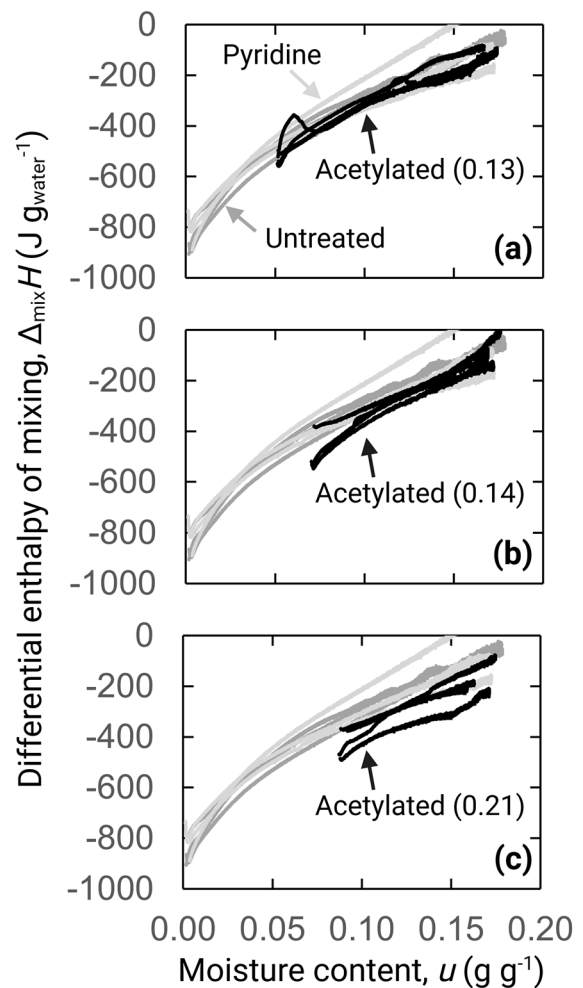 Differential enthalpy of mixing, ΔmixH (J gwater-1)
0
-200
-400
-600
-800
-1000
Pyridine
Acetylated (0.13)
Untreated
(a)
0
-200
-400
-600
-800
-1000
Acetylated (0.14)
(b)
0
-200
-400
-600
-800
-1000
Acetylated (0.21)
(c)
0.00 0.05 0.10 0.15 0.20
Moisture content, u (g g-1)